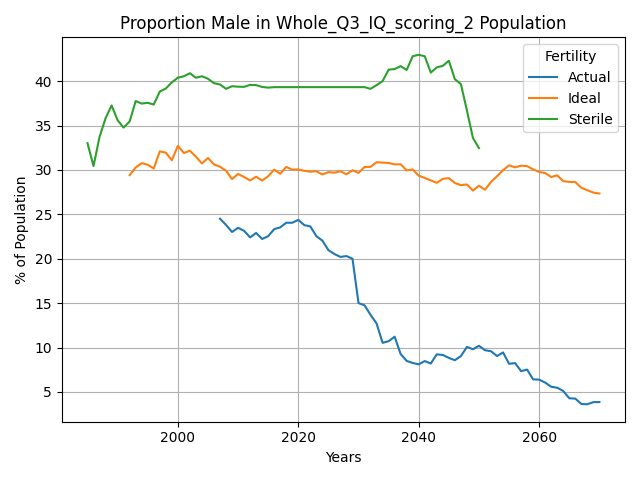 Proportion Male in Whole_Q3_IQ_scoring_2 Population
Fertility
Actual
Ideal
Sterile
% of Population
40
35
30
25
20
15
10
5
2000
2020
2040
2060
Years